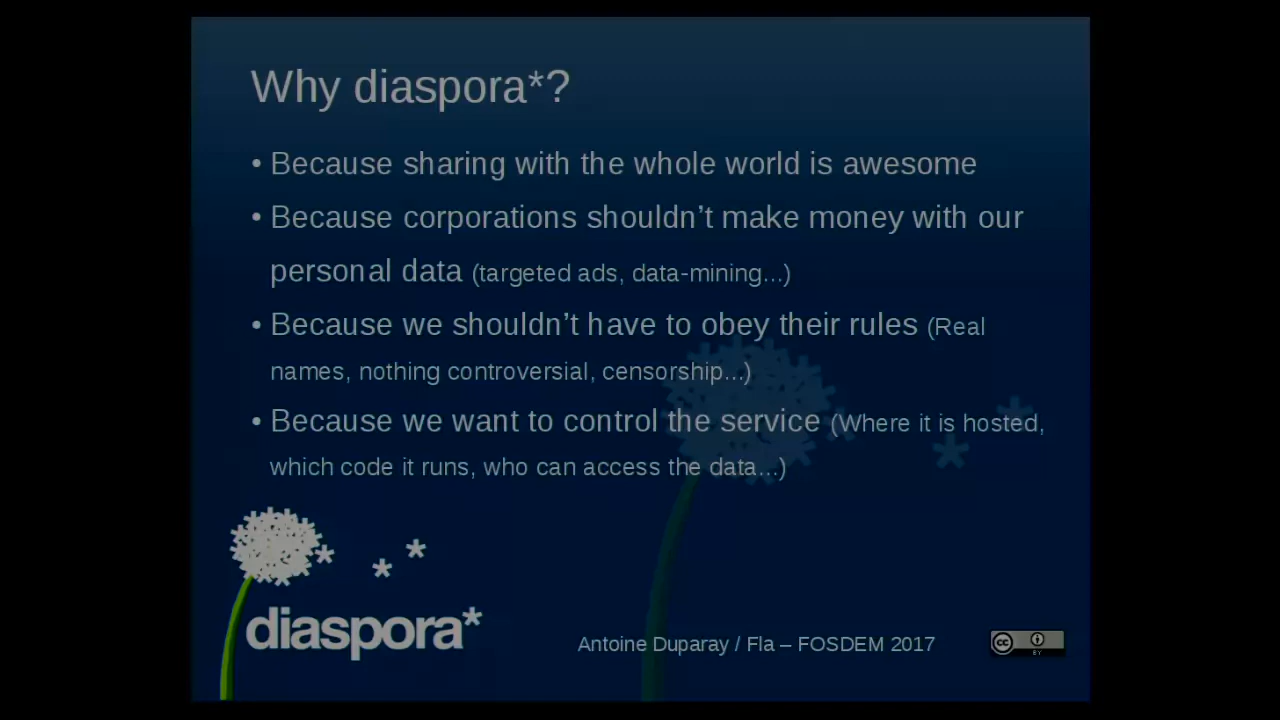 Why diaspora*?
• Because sharing with the whole world is awesome
• Because corporations shouldn’t make money with our
personal data (targeted ads, data-mining...)
• Because we shouldn’t have to obey their rules (Real
names, nothing controversial, censorship...)
• Because we want to control the service (Where it is hosted,
which code it runs, who can access the data...)
diaspora*
Antoine Duparay / Fla – FOSDEM 2017
cc
BY